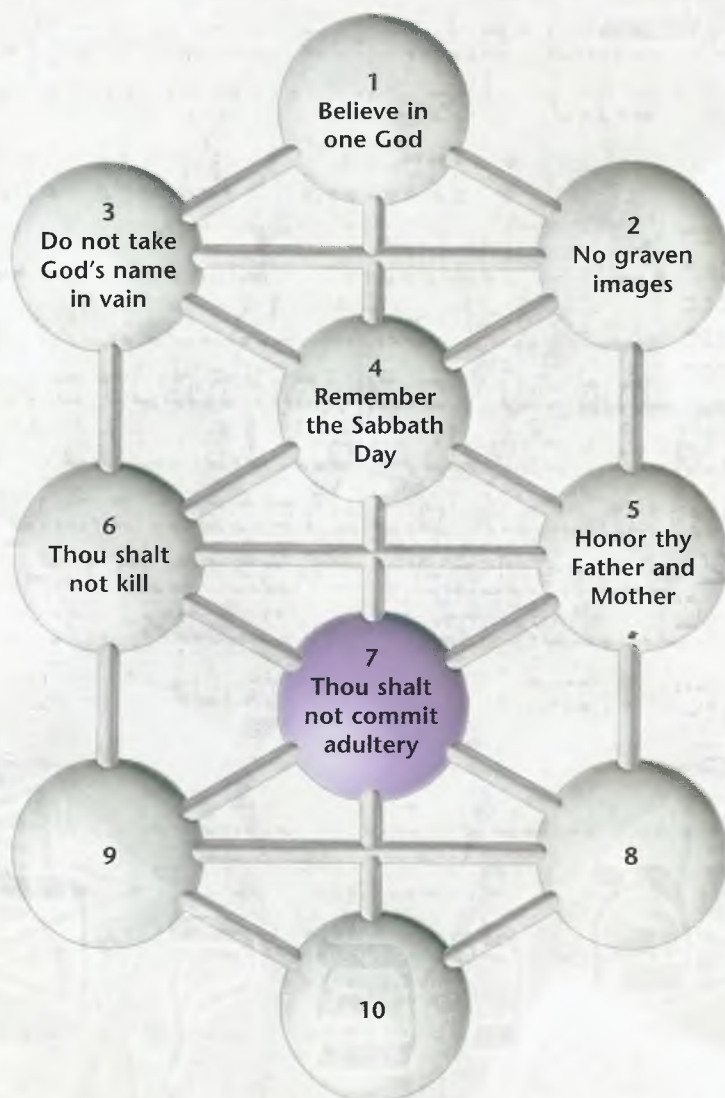 1
Believe in
one God
3
Do not take
God's name
in vain
2
No graven
images
4
Remember
the Sabbath
Day
6
Thou shalt
not kill
5
Honor thy
Father and
Mother
7
Thou shalt
not commit
adultery
9
8
10